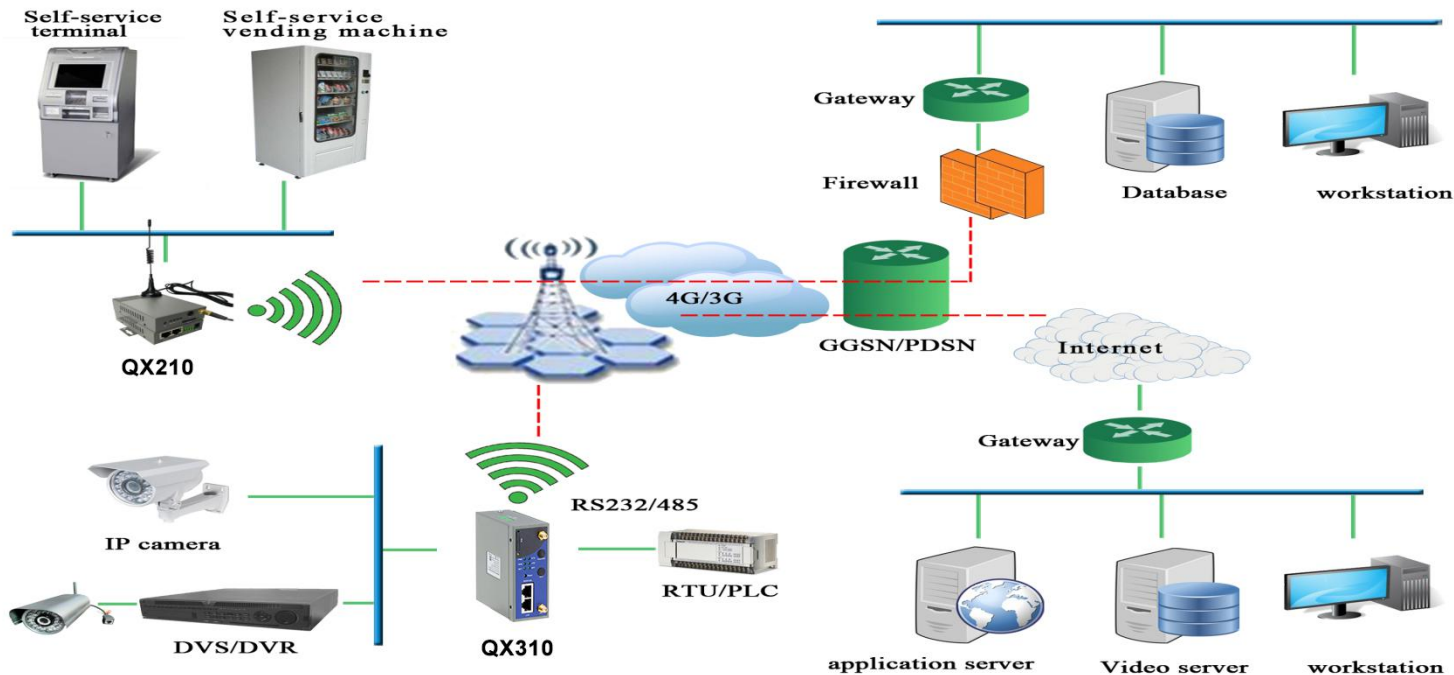 Self-service
terminal
Self-service
vending machine
Gateway
Firewall
Database
workstation
4G/3G
GGSN/PDSN
Internet
QX210
Gateway
RS232/485
IP camera
RTU/PLC
DVS/DVR
QX310
application server
Video server
workstation